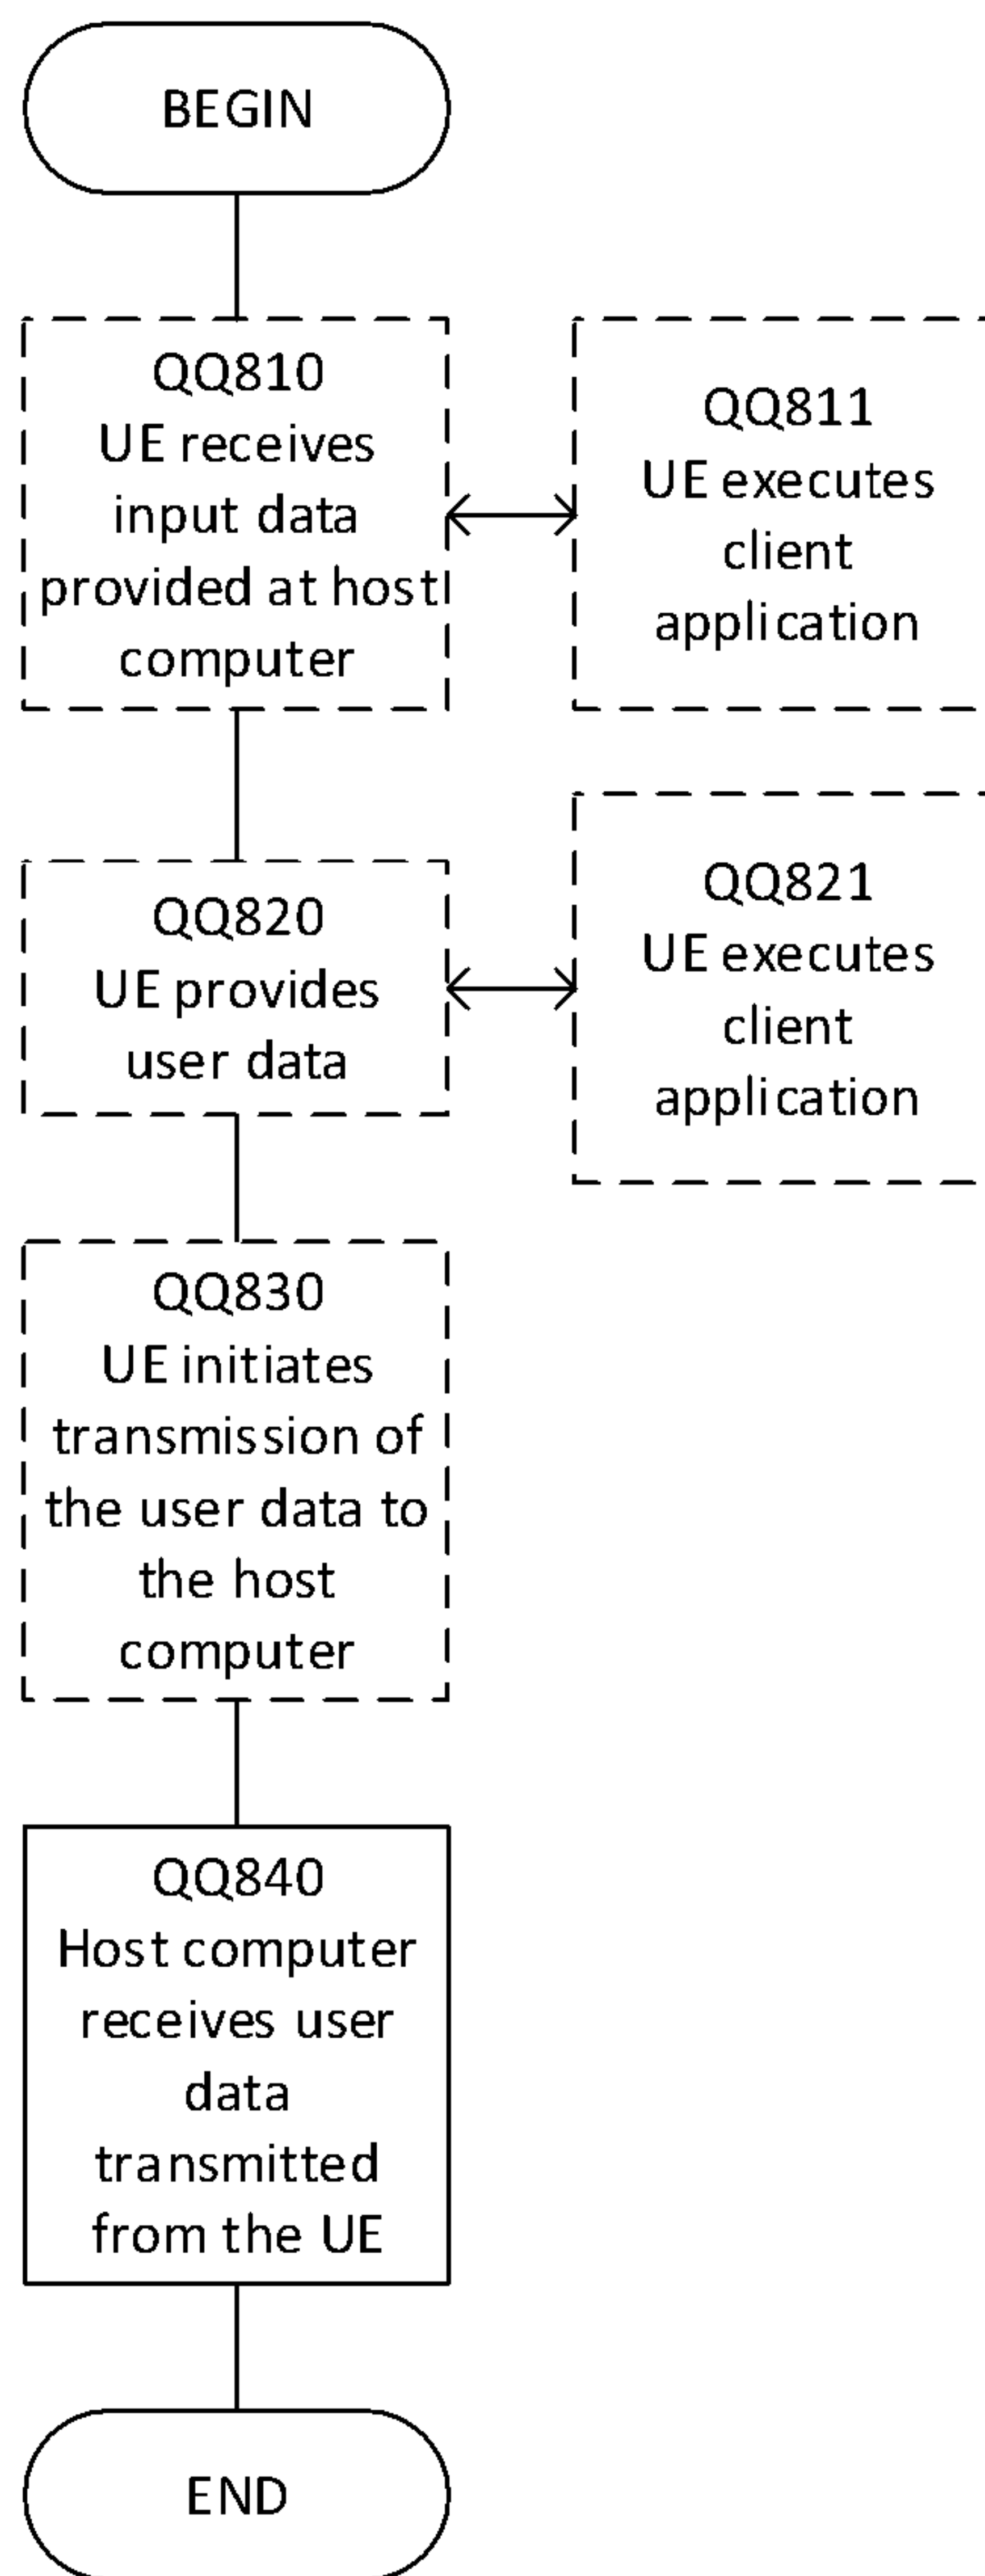 BEGIN
QQ810
UE receives
input data
provided at host
computer
QQ811
UE executes
client
application
QQ820
UE provides
user data
QQ821
UE executes
client
application
QQ830
UE initiates
transmission of
the user data to
the host
computer
QQ840
Host computer
receives user
data
transmitted
from the UE
END